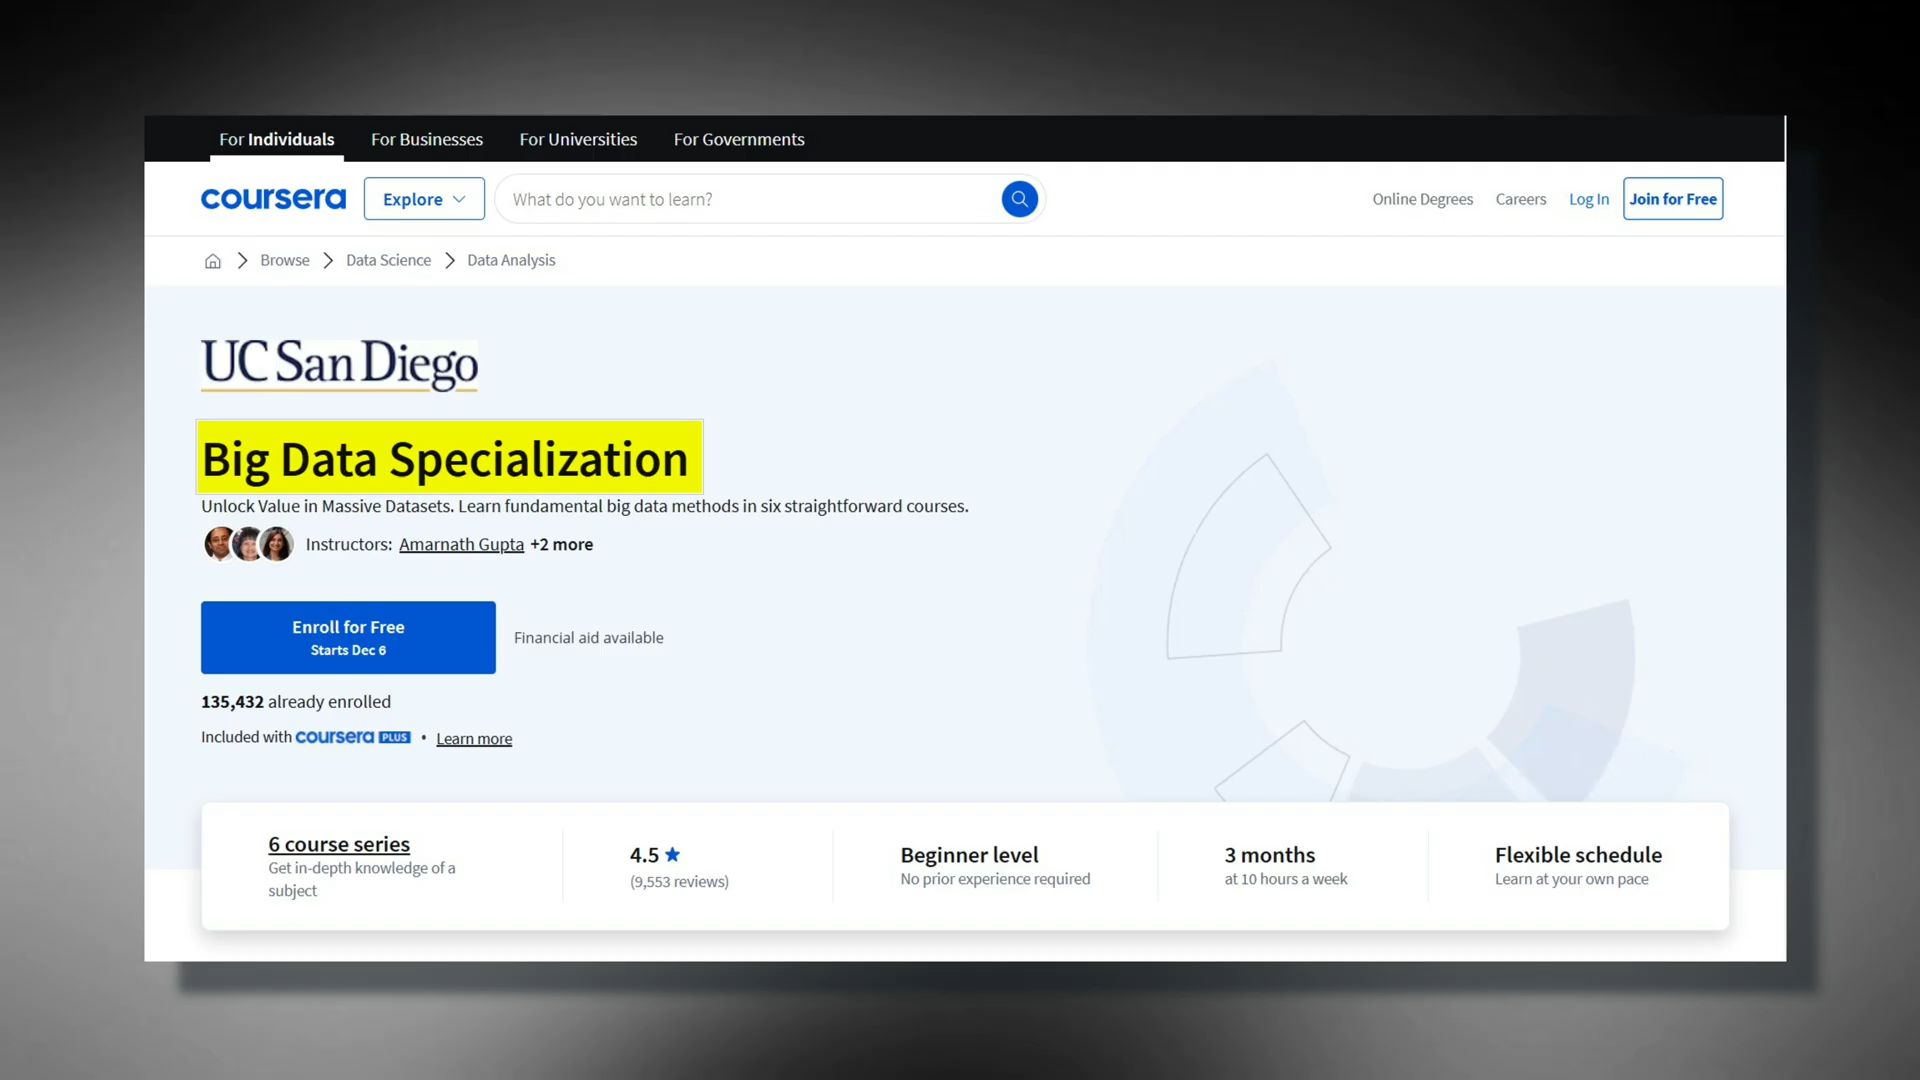 For Individuals For Businesses For Universities For Governments
coursera Explore What do you want to learn? Online Degrees Careers Log In Join for Free
Browse Data Science Data Analysis
UC San Diego
Big Data Specialization
Unlock Value in Massive Datasets. Learn fundamental big data methods in six straightforward courses.
Instructors: Amarnath Gupta +2 more
Enroll for Free
Starts Dec 6
Financial aid available
135,432 already enrolled
Included with coursera PLUS • Learn more
6 course series
Get in-depth knowledge of a
subject
4.5 ★
(9,553 reviews)
Beginner level
No prior experience required
3 months
at 10 hours a week
Flexible schedule
Learn at your own pace